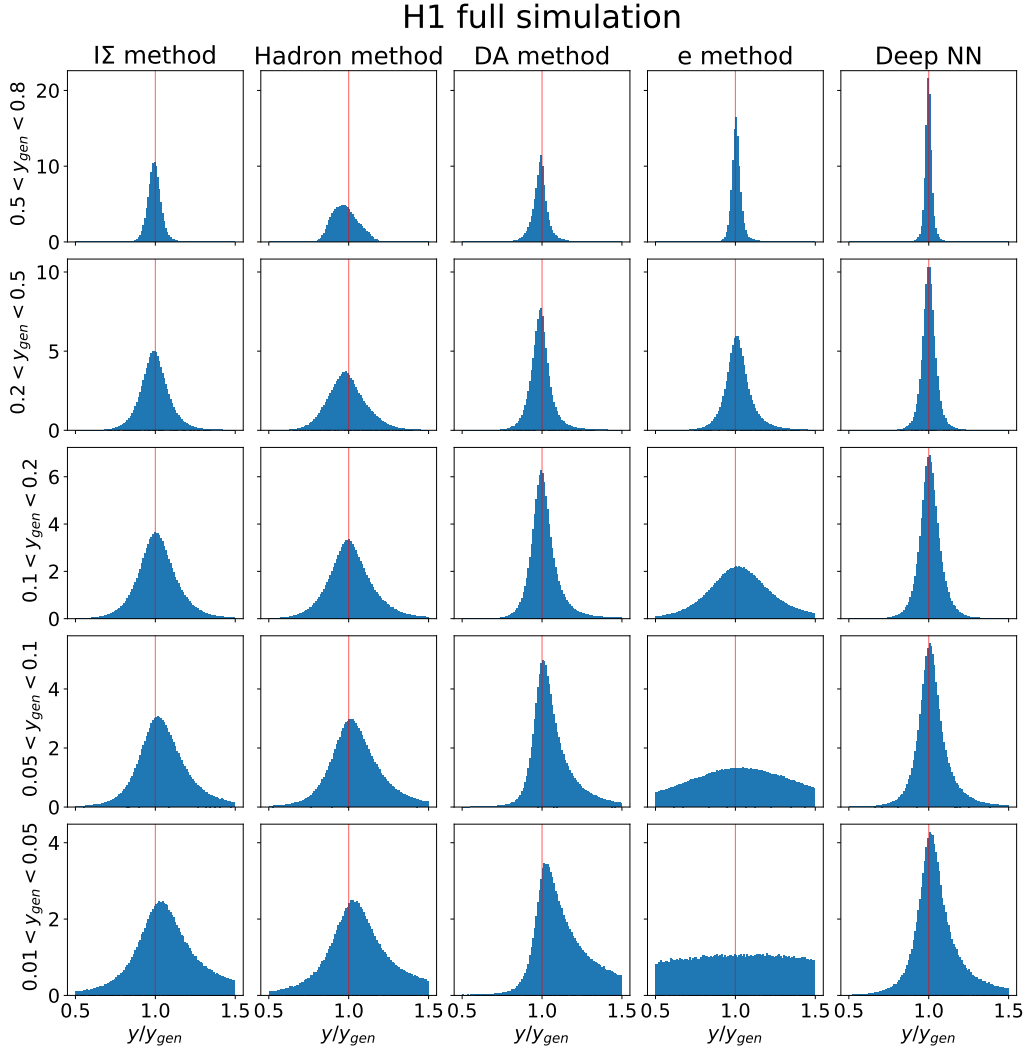 H1 full simulation
IΣ method Hadron method DA method e method Deep NN
0.5 < y_gen < 0.8
20
10
0
0.2 < y_gen < 0.5
10
5
0
0.1 < y_gen < 0.2
6
4
2
0
0.05 < y_gen < 0.1
4
2
0
0.01 < y_gen < 0.05
4
2
0
0.5 1.0 1.5 0.5 1.0 1.5 0.5 1.0 1.5 0.5 1.0 1.5 0.5 1.0 1.5
y/y_gen y/y_gen y/y_gen y/y_gen y/y_gen